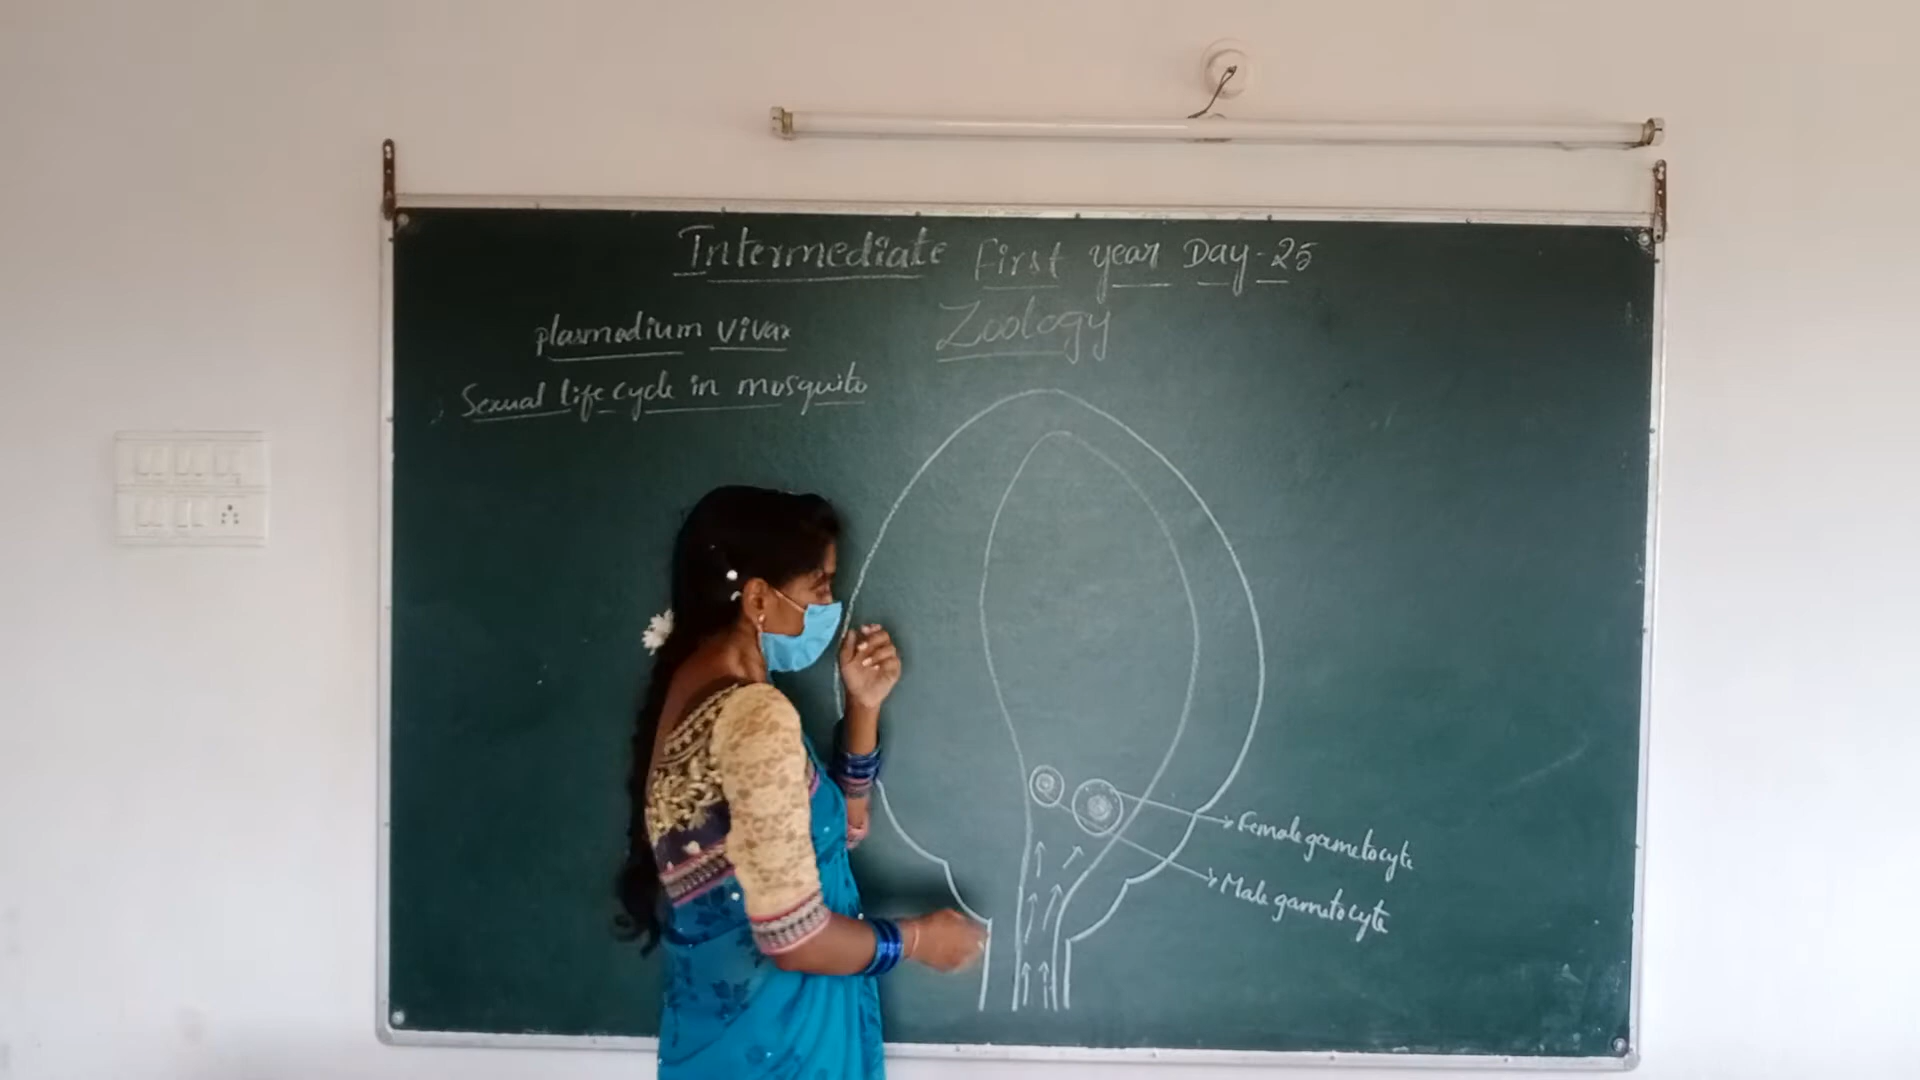 Intermediate First year Day-25
Zoology
plasmodium vivax
Sexual life cycle in mosquito
Female gametocyte
Male gametocyte